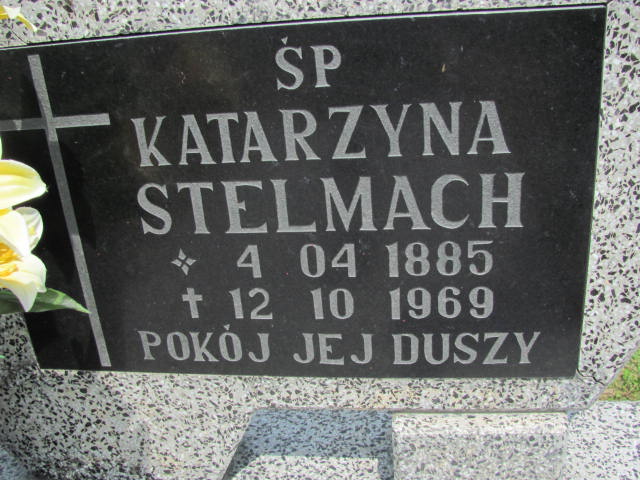 ŚP
KATARZYNA
STELMACH
4 04 1885
✝ 12 10 1969
POKÓJ JEJ DUSZY